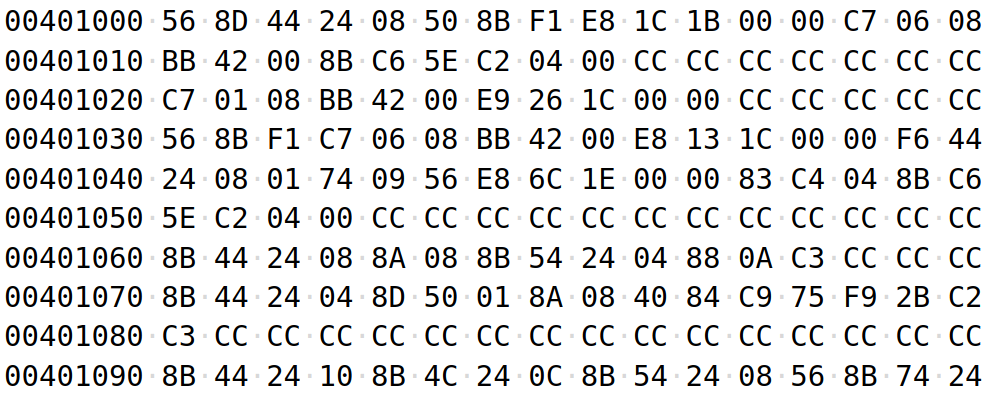 00401000 56 8D 44 24 08 50 8B F1 E8 1C 1B 00 00 C7 06 08
00401010 BB 42 00 8B C6 5E C2 04 00 CC CC CC CC CC CC CC
00401020 C7 01 08 BB 42 00 E9 26 1C 00 00 CC CC CC CC CC
00401030 56 8B F1 C7 06 08 BB 42 00 E8 13 1C 00 00 F6 44
00401040 24 08 01 74 09 56 E8 6C 1E 00 00 83 C4 04 8B C6
00401050 5E C2 04 00 CC CC CC CC CC CC CC CC CC CC CC CC
00401060 8B 44 24 08 8A 08 8B 54 24 04 88 0A C3 CC CC CC
00401070 8B 44 24 04 8D 50 01 8A 08 40 84 C9 75 F9 2B C2
00401080 C3 CC CC CC CC CC CC CC CC CC CC CC CC CC CC CC
00401090 8B 44 24 10 8B 4C 24 0C 8B 54 24 08 56 8B 74 24